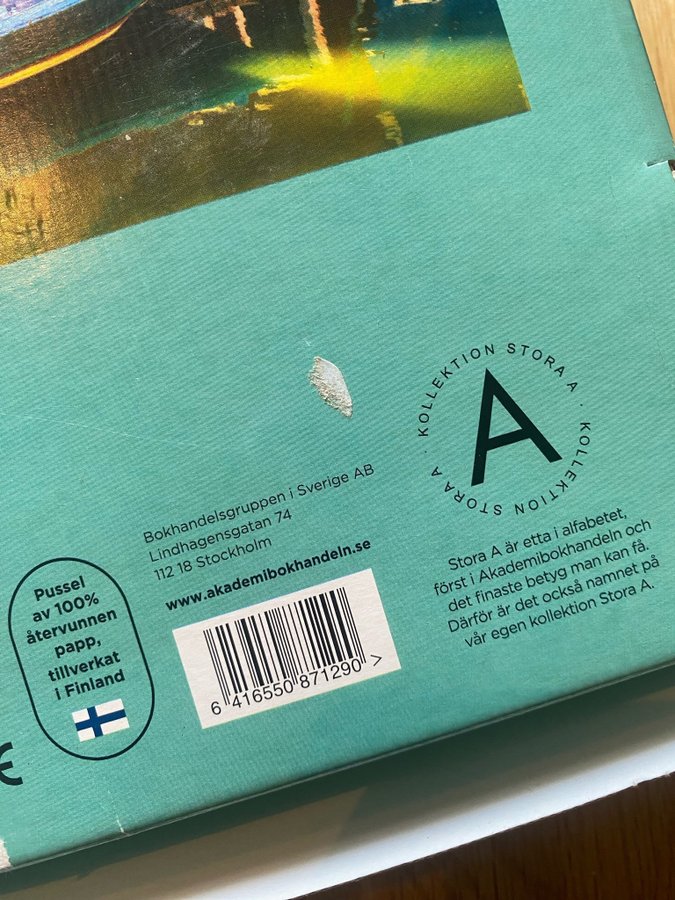 KOLLEKTION STORA A · KOLLEKTION STORA A ·
A
Bokhandelsgruppen i Sverige AB
Lindhagensgatan 74
112 18 Stockholm
www.akademibokhandeln.se
Stora A är etta i alfabetet,
först i Akademibokhandeln och
det finaste betyg man kan få.
Därför är det också namnet på
vår egen kollektion Stora A.
Pussel
av 100%
återvunnen
papp,
tillverkat
i Finland
6 416550 871290 >
CE